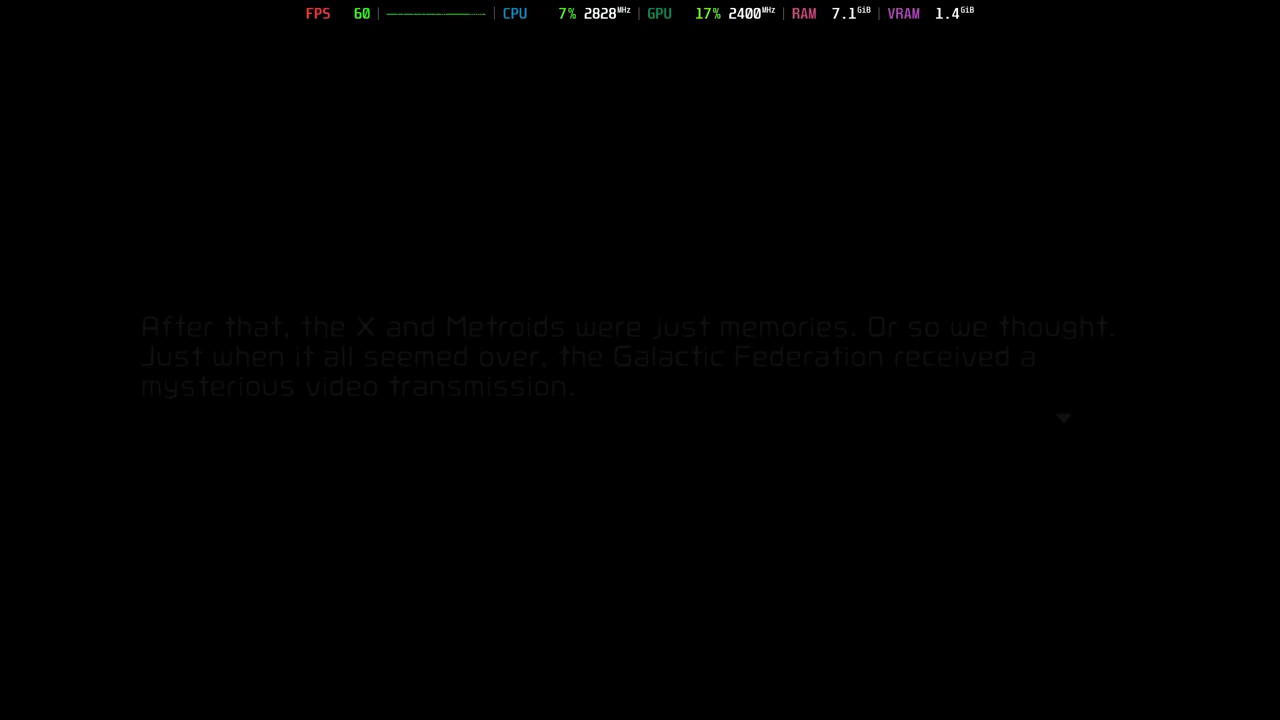 FPS 60 CPU 7% 2828MHz GPU 17% 2400MHz RAM 7.1GiB VRAM 1.4GiB
After that, the X and Metroids were just memories. Or so we thought.
Just when it all seemed over, the Galactic Federation received a
mysterious video transmission.